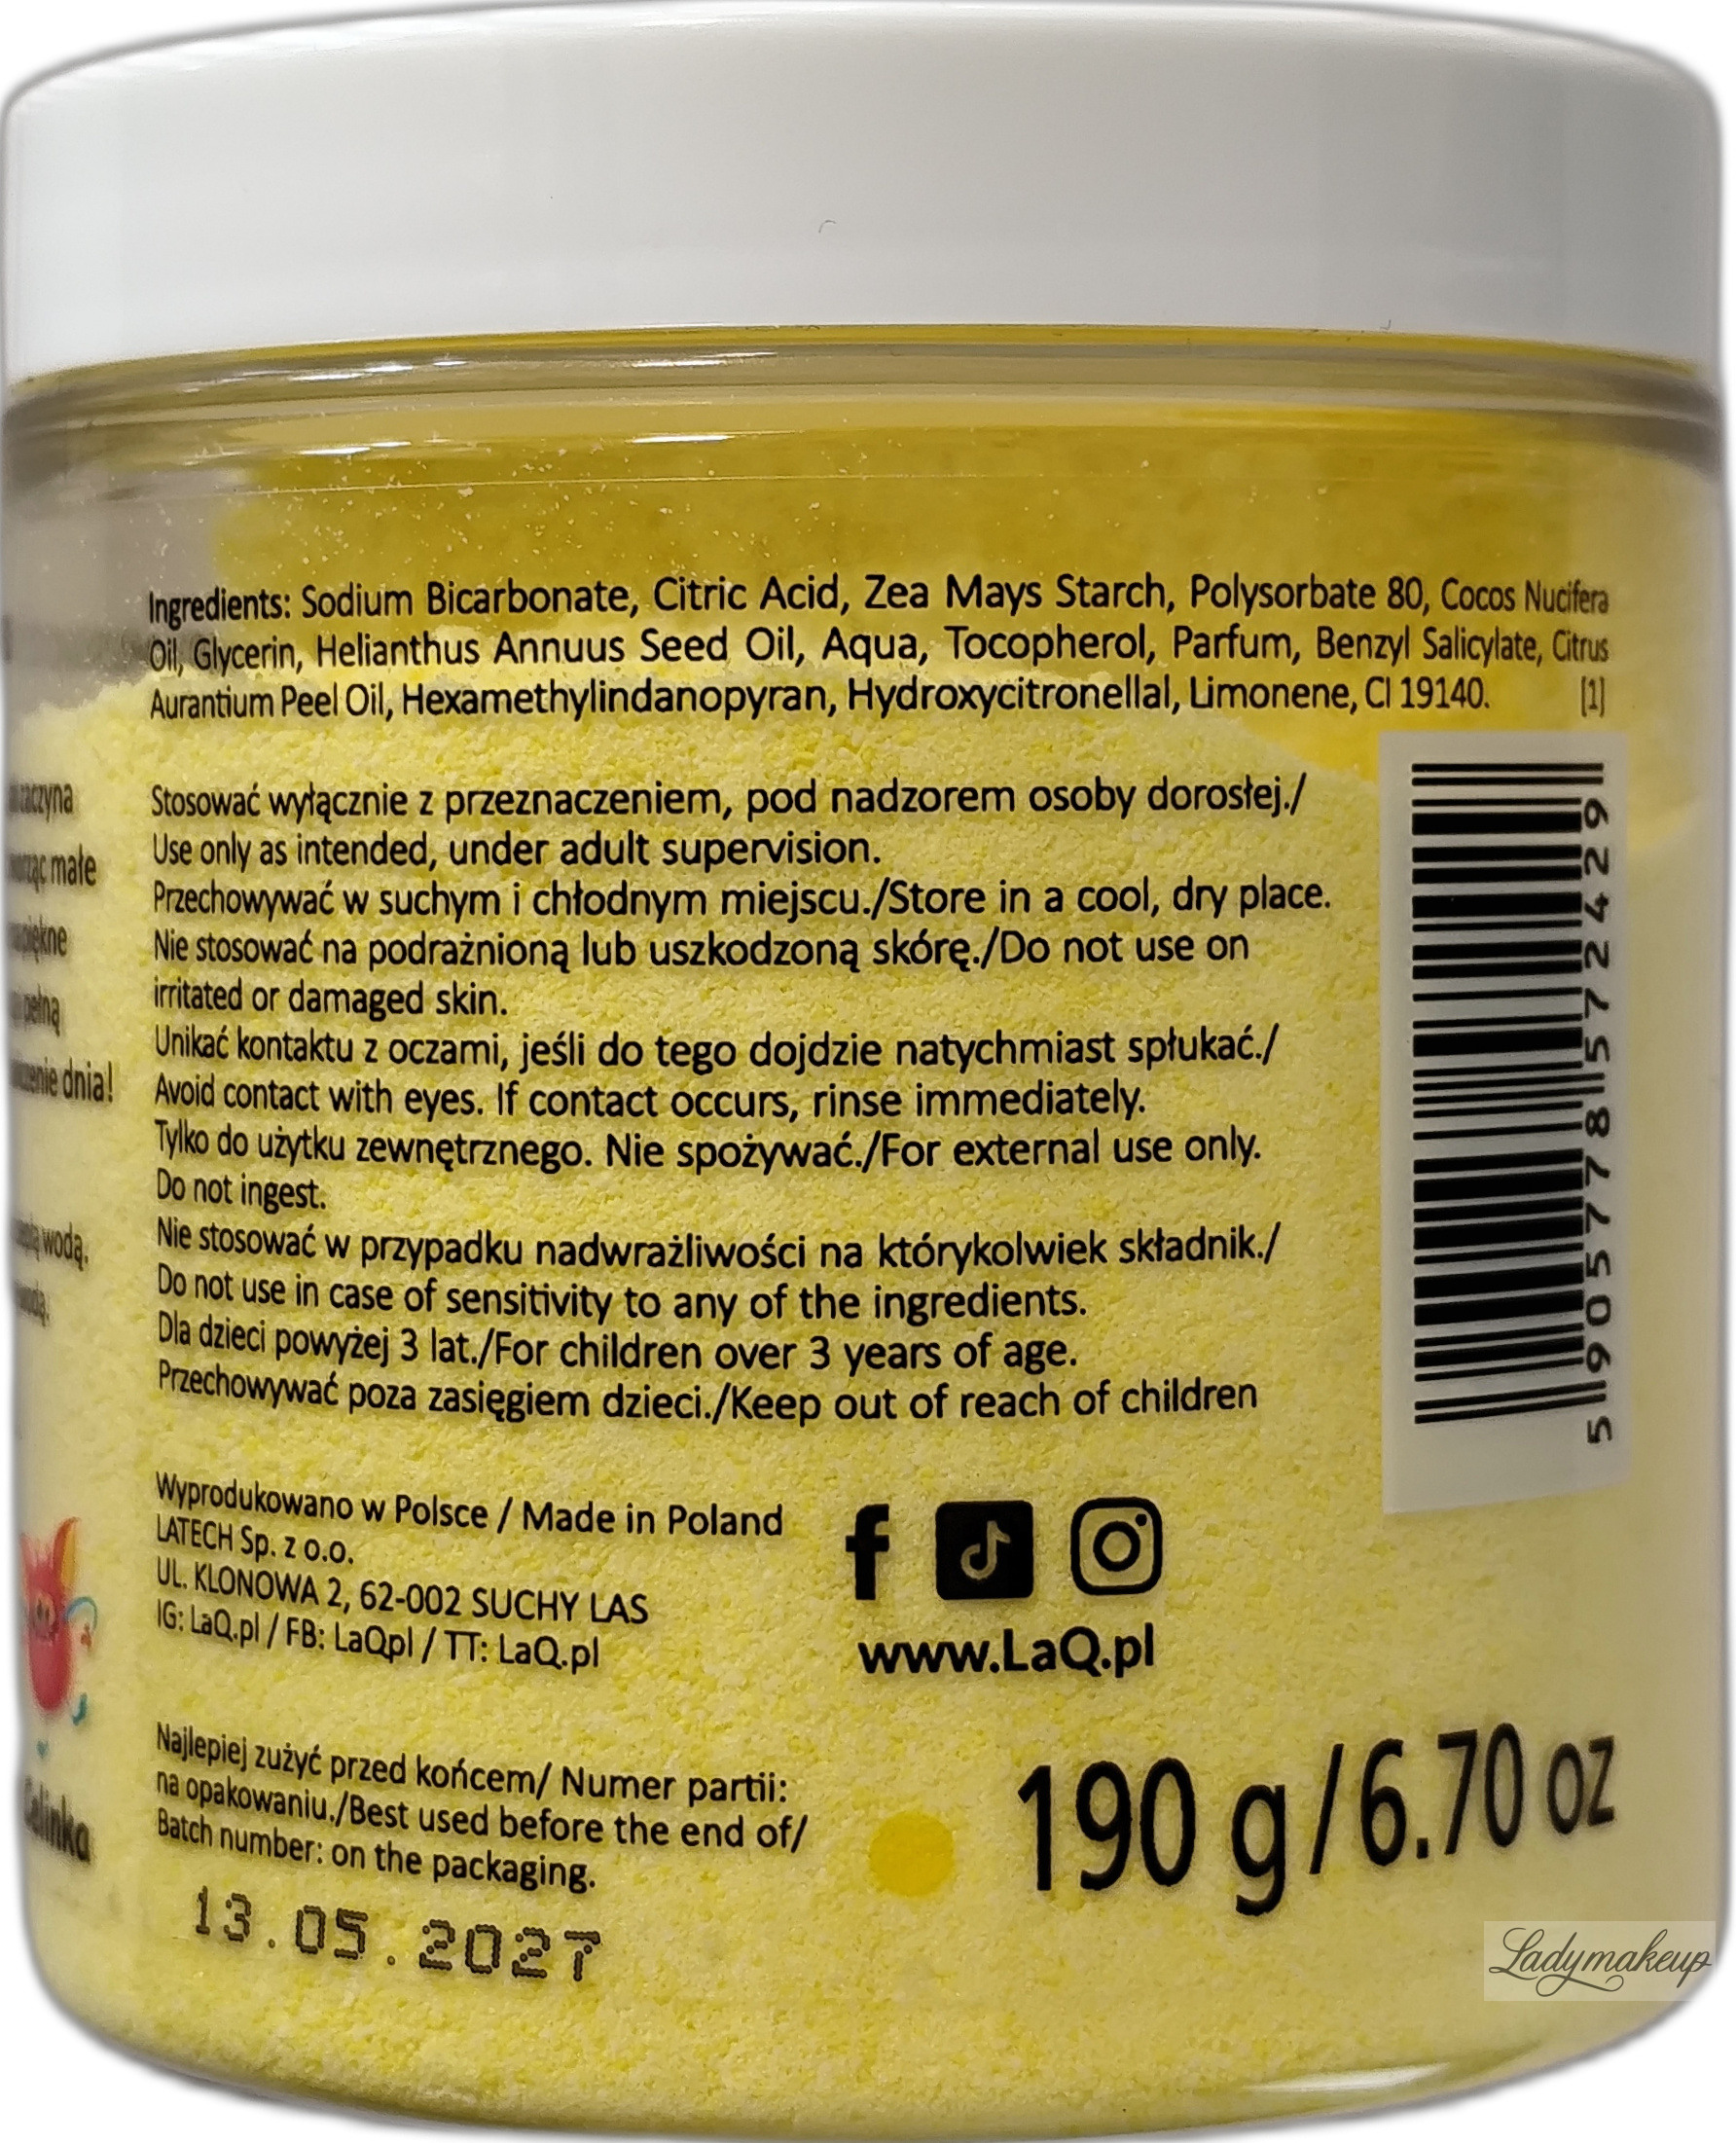 Ingredients: Sodium Bicarbonate, Citric Acid, Zea Mays Starch, Polysorbate 80, Cocos Nucifera
Oil, Glycerin, Helianthus Annuus Seed Oil, Aqua, Tocopherol, Parfum, Benzyl Salicylate, Citrus
Aurantium Peel Oil, Hexamethylindanopyran, Hydroxycitronellal, Limonene, CI 19140. [1]
małe
dnia!
wodą.
Stosować wyłącznie z przeznaczeniem, pod nadzorem osoby dorosłej./
Use only as intended, under adult supervision.
Przechowywać w suchym i chłodnym miejscu./Store in a cool, dry place.
Nie stosować na podrażnioną lub uszkodzoną skórę./Do not use on
irritated or damaged skin.
Unikać kontaktu z oczami, jeśli do tego dojdzie natychmiast spłukać./
Avoid contact with eyes. If contact occurs, rinse immediately.
Tylko do użytku zewnętrznego. Nie spożywać./For external use only.
Do not ingest.
Nie stosować w przypadku nadwrażliwości na którykolwiek składnik./
Do not use in case of sensitivity to any of the ingredients.
Dla dzieci powyżej 3 lat./For children over 3 years of age.
Przechowywać poza zasięgiem dzieci./Keep out of reach of children
5 905778 572429
Wyprodukowano w Polsce / Made in Poland
LATECH Sp. z o.o.
UL. KLONOWA 2, 62-002 SUCHY LAS
IG: LaQ.pl / FB: LaQpl / TT: LaQ.pl
www.LaQ.pl
Najlepiej zużyć przed końcem/ Numer partii:
na opakowaniu./Best used before the end of/
Batch number: on the packaging.
13.05.2027
190 g/6.70 oz
Ladymakeup